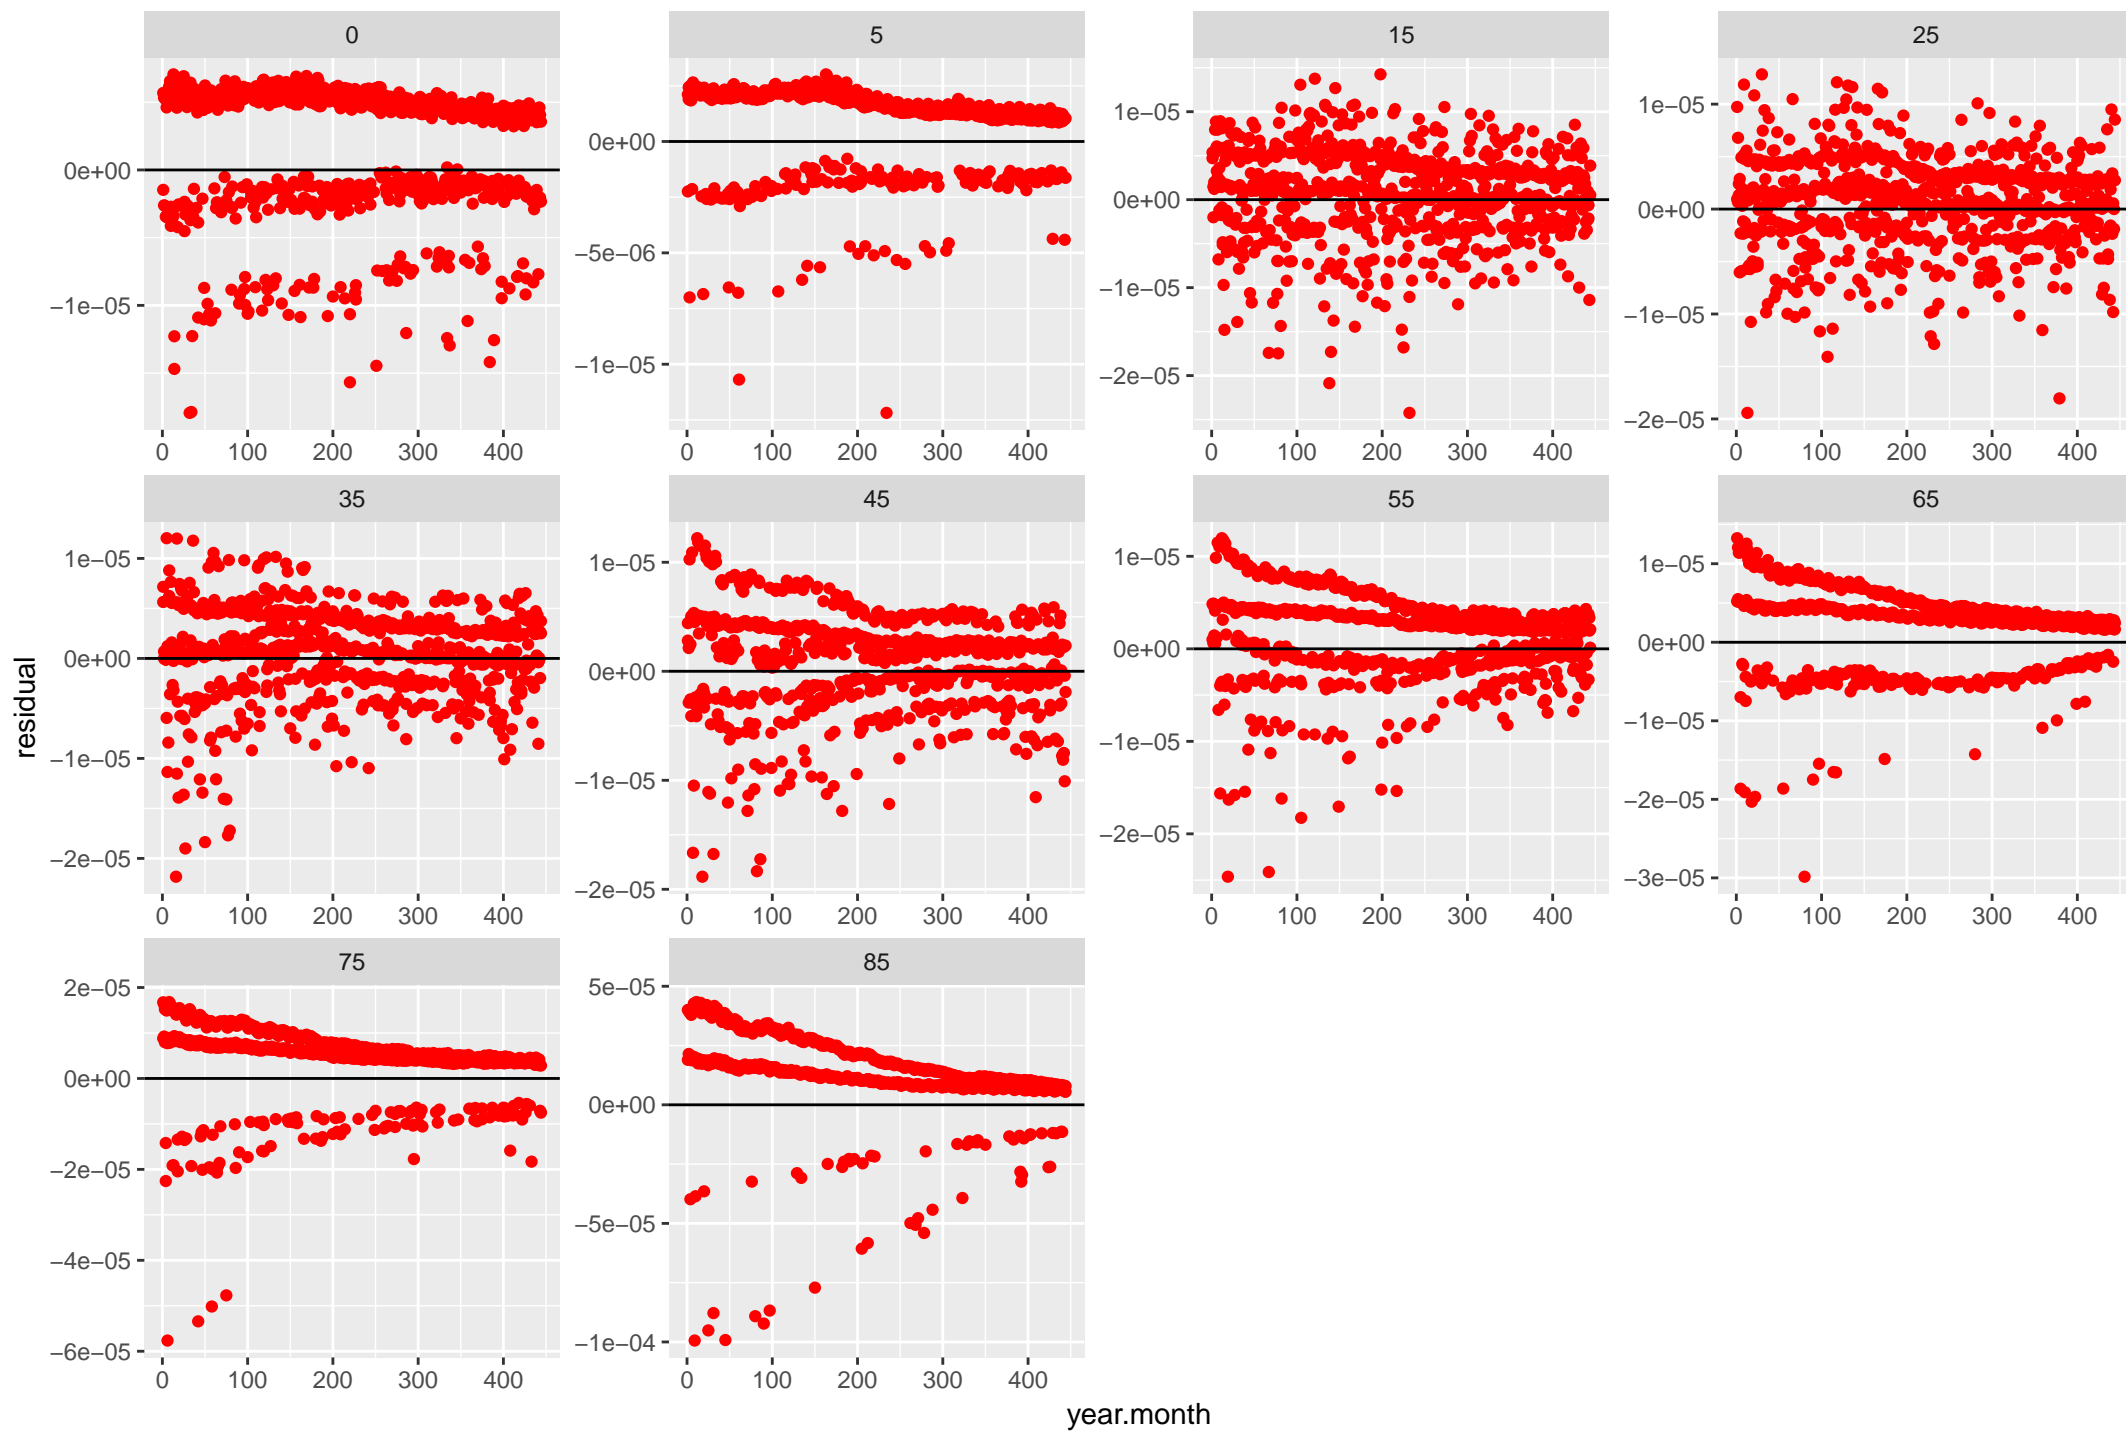 0 5 15 25
0e+00
−1e−05
0e+00
−5e−06
−1e−05
1e−05
0e+00
−1e−05
−2e−05
1e−05
0e+00
−1e−05
−2e−05
0 100 200 300 400 0 100 200 300 400 0 100 200 300 400 0 100 200 300 400
35 45 55 65
1e−05
0e+00
−1e−05
−2e−05
1e−05
0e+00
−1e−05
−2e−05
1e−05
0e+00
−1e−05
−2e−05
1e−05
0e+00
−1e−05
−2e−05
−3e−05
0 100 200 300 400 0 100 200 300 400 0 100 200 300 400 0 100 200 300 400
residual
75 85
2e−05
0e+00
−2e−05
−4e−05
−6e−05
5e−05
0e+00
−5e−05
−1e−04
0 100 200 300 400 0 100 200 300 400
year.month